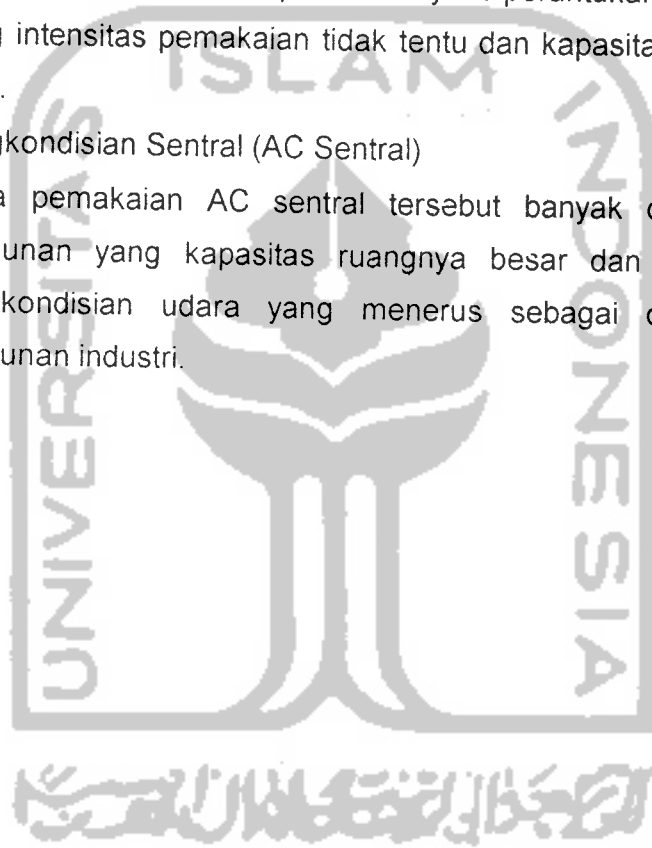 intensitas pemakaian tidak tentu dan kapasita
ISLAM
gkondisian Sentral (AC Sentral)
a pemakaian AC sentral tersebut banyak d
unan yang kapasitas ruangnya besar dan
kondisian udara yang menerus sebagai d
unan industri.
UNIVERSITAS
INDONESIA